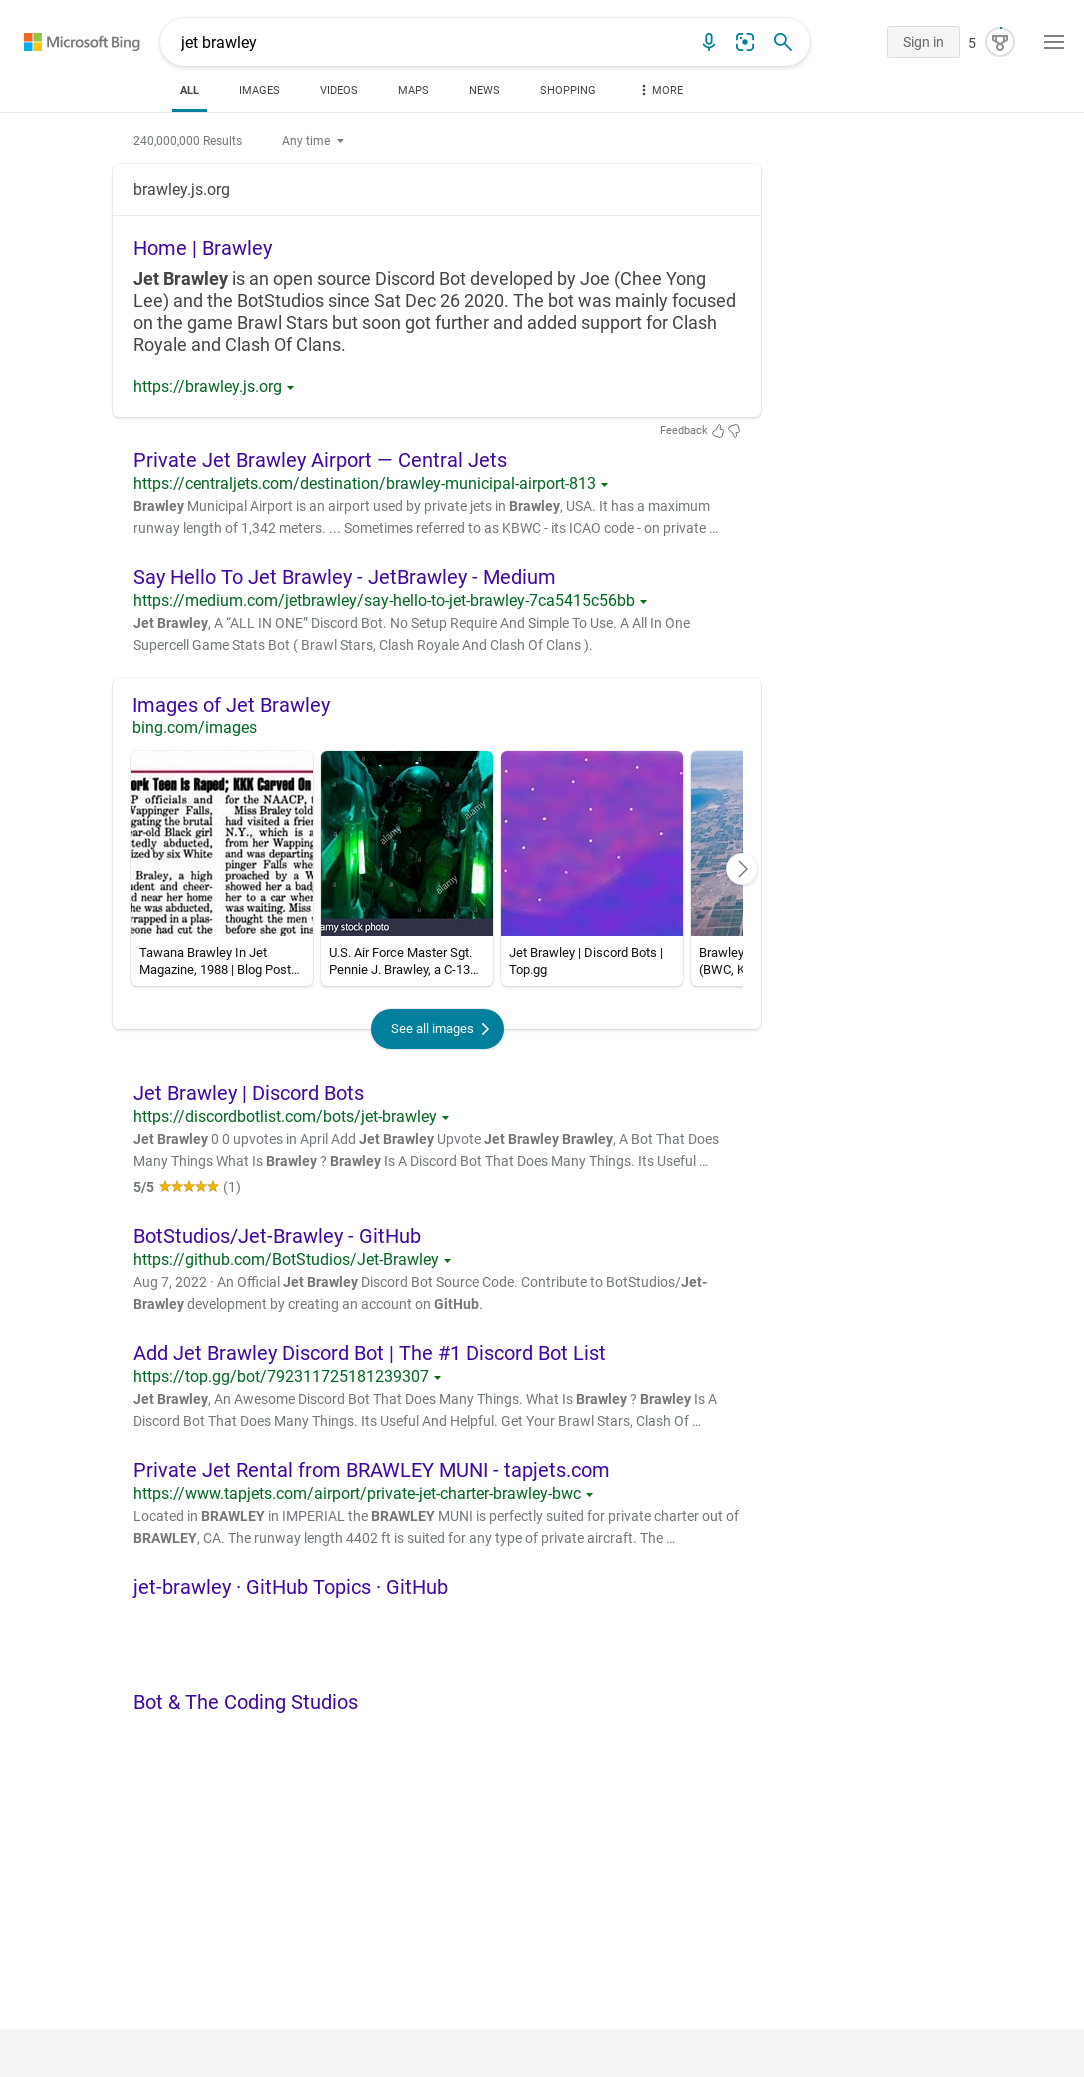 Microsoft Bing
jet brawley
Sign in
5
ALL
IMAGES
VIDEOS
MAPS
NEWS
SHOPPING
MORE
240,000,000 Results
Any time
brawley.js.org
Home | Brawley
Jet Brawley is an open source Discord Bot developed by Joe (Chee Yong
Lee) and the BotStudios since Sat Dec 26 2020. The bot was mainly focused
on the game Brawl Stars but soon got further and added support for Clash
Royale and Clash Of Clans.
https://brawley.js.org
Feedback
Private Jet Brawley Airport — Central Jets
https://centraljets.com/destination/brawley-municipal-airport-813
Brawley Municipal Airport is an airport used by private jets in Brawley, USA. It has a maximum
runway length of 1,342 meters. ... Sometimes referred to as KBWC - its ICAO code - on private …
Say Hello To Jet Brawley - JetBrawley - Medium
https://medium.com/jetbrawley/say-hello-to-jet-brawley-7ca5415c56bb
Jet Brawley, A “ALL IN ONE” Discord Bot. No Setup Require And Simple To Use. A All In One
Supercell Game Stats Bot ( Brawl Stars, Clash Royale And Clash Of Clans ).
Images of Jet Brawley
bing.com/images
ork Teen Is Raped; KKK Carved On
P officials and
Wappinger Falls,
gating the brutal
ear-old Black girl
tedly abducted,
ized by six White
Braley, a high
dent and cheer-
d near her home
he was abducted,
wrapped in a plas-
eone had cut the
for the NAACP, t
Miss Braley told
had visited a frie
N.Y., which is a
from her Wapping
and was departin
pinger Falls whe
proached by a W
showed her a bad
her to a car whe
was waiting. Miss
thought the men
before she got ins
alamy
alamy
alamy
a
a
a
a
a
amy stock photo
Tawana Brawley In Jet
Magazine, 1988 | Blog Post…
U.S. Air Force Master Sgt.
Pennie J. Brawley, a C-13…
Jet Brawley | Discord Bots |
Top.gg
Brawley
(BWC, K
See all images
Jet Brawley | Discord Bots
https://discordbotlist.com/bots/jet-brawley
Jet Brawley 0 0 upvotes in April Add Jet Brawley Upvote Jet Brawley Brawley, A Bot That Does
Many Things What Is Brawley ? Brawley Is A Discord Bot That Does Many Things. Its Useful …
5/5 ★★★★★ (1)
BotStudios/Jet-Brawley - GitHub
https://github.com/BotStudios/Jet-Brawley
Aug 7, 2022 · An Official Jet Brawley Discord Bot Source Code. Contribute to BotStudios/Jet-
Brawley development by creating an account on GitHub.
Add Jet Brawley Discord Bot | The #1 Discord Bot List
https://top.gg/bot/792311725181239307
Jet Brawley, An Awesome Discord Bot That Does Many Things. What Is Brawley ? Brawley Is A
Discord Bot That Does Many Things. Its Useful And Helpful. Get Your Brawl Stars, Clash Of …
Private Jet Rental from BRAWLEY MUNI - tapjets.com
https://www.tapjets.com/airport/private-jet-charter-brawley-bwc
Located in BRAWLEY in IMPERIAL the BRAWLEY MUNI is perfectly suited for private charter out of
BRAWLEY, CA. The runway length 4402 ft is suited for any type of private aircraft. The …
jet-brawley · GitHub Topics · GitHub
Bot & The Coding Studios